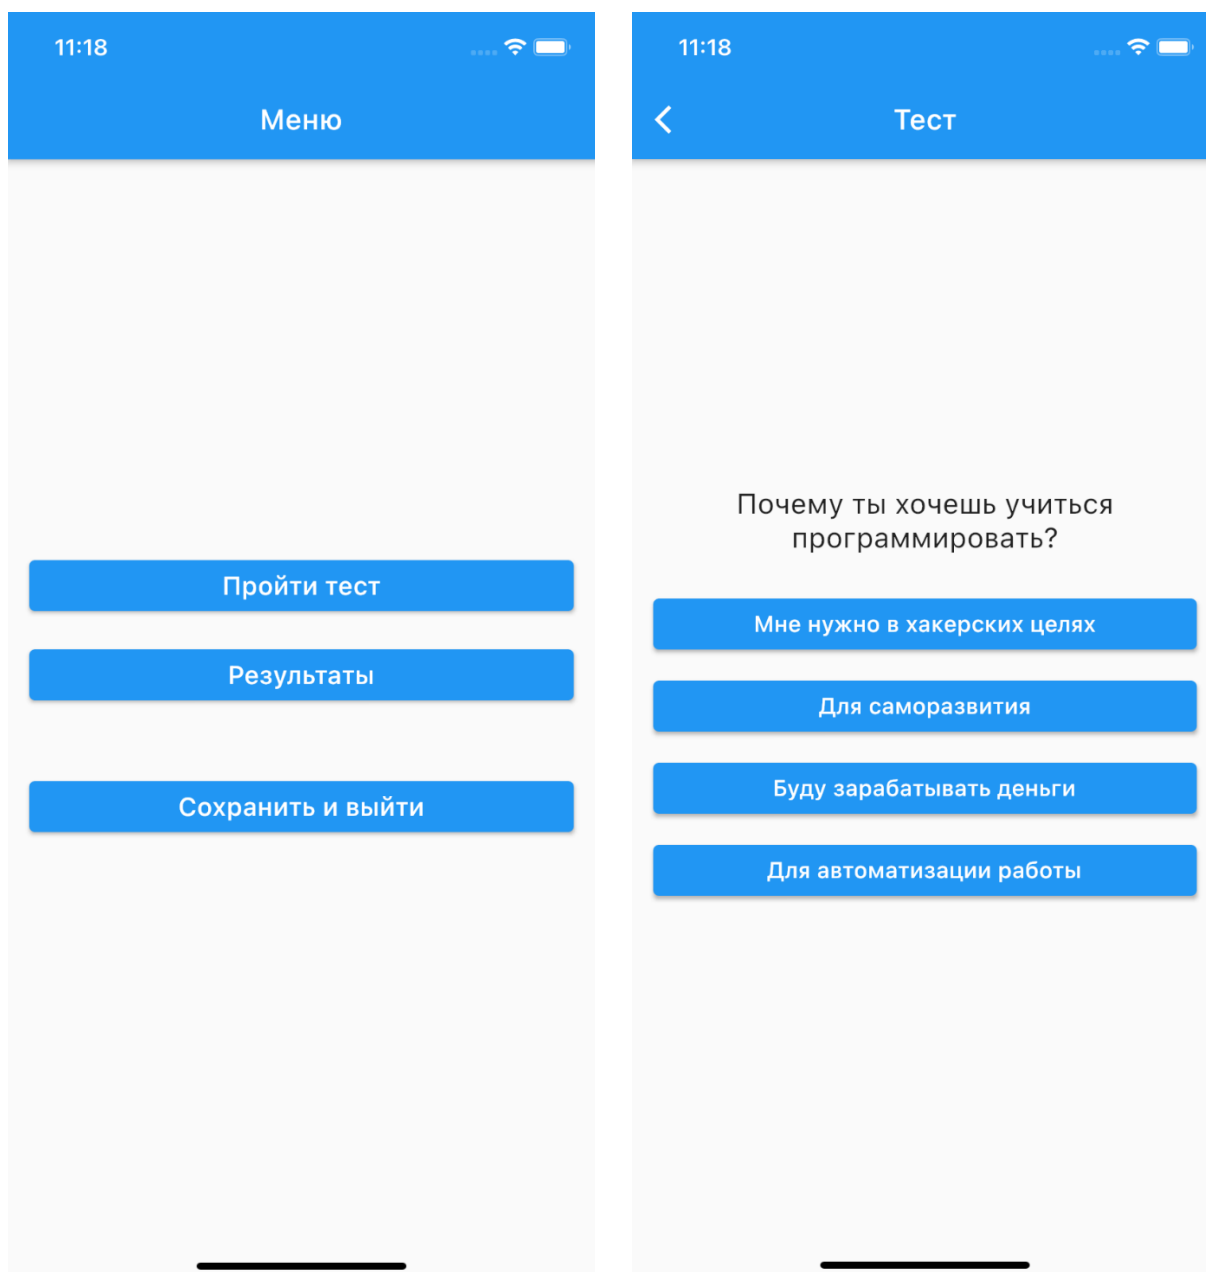 11:18
Меню
Пройти тест
Результаты
Сохранить и выйти
11:18
Тест
Почему ты хочешь учиться
программировать?
Мне нужно в хакерских целях
Для саморазвития
Буду зарабатывать деньги
Для автоматизации работы